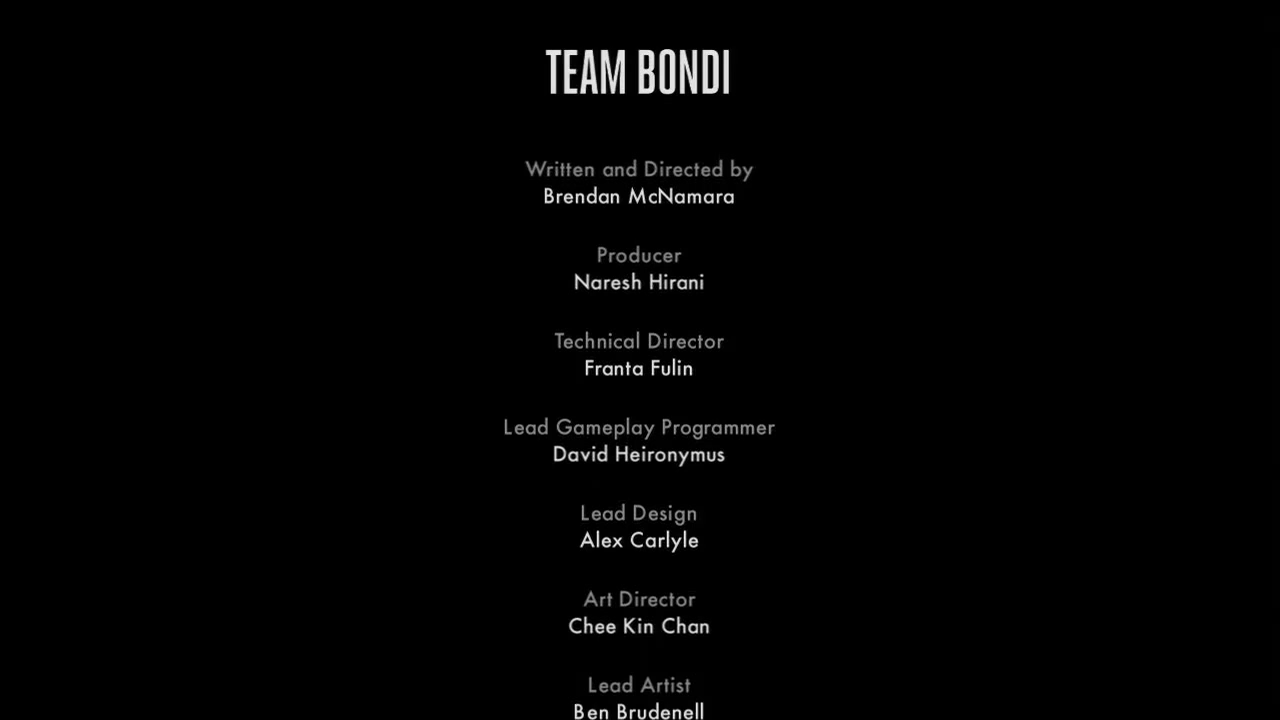 TEAM BONDI
Written and Directed by
Brendan McNamara
Producer
Naresh Hirani
Technical Director
Franta Fulin
Lead Gameplay Programmer
David Heironymus
Lead Design
Alex Carlyle
Art Director
Chee Kin Chan
Lead Artist
Ben Brudenell